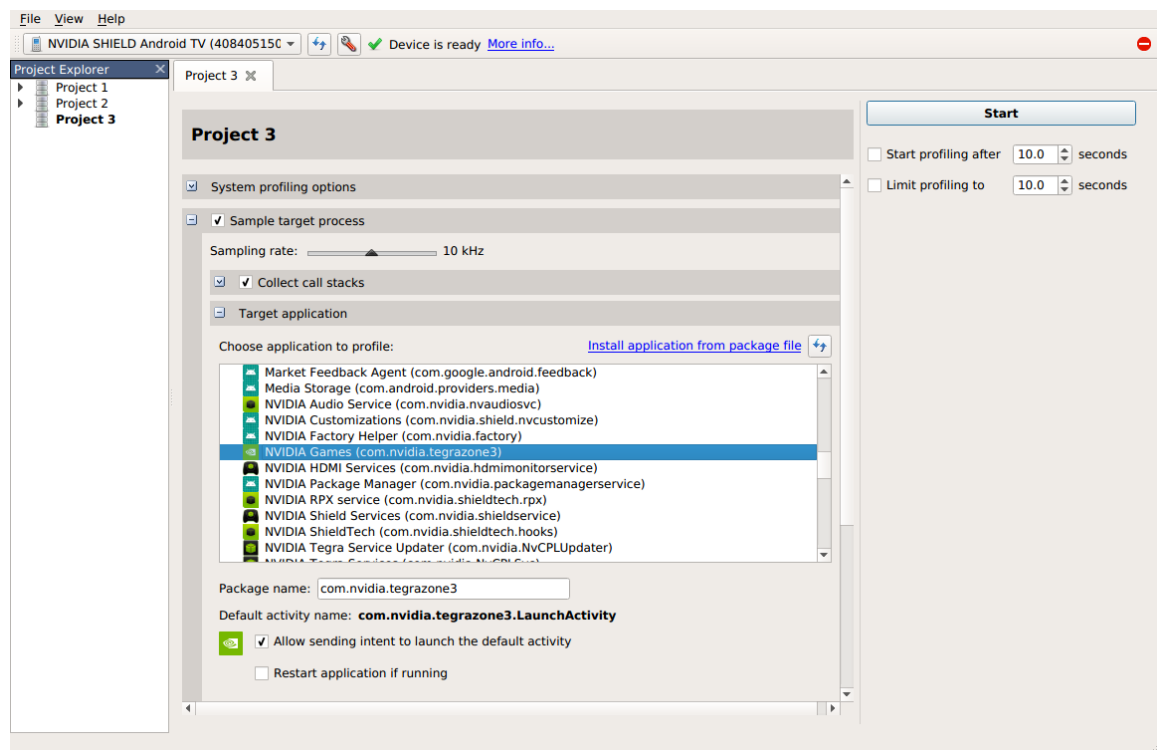 File View Help
NVIDIA SHIELD Android TV (40840515C Device is ready More info...
Project Explorer
Project 1
Project 2
Project 3
Project 3
Project 3
System profiling options
Sample target process
Sampling rate: 10 kHz
Collect call stacks
Target application
Choose application to profile: Install application from package file
Market Feedback Agent (com.google.android.feedback)
Media Storage (com.android.providers.media)
NVIDIA Audio Service (com.nvidia.nvaudiosvc)
NVIDIA Customizations (com.nvidia.shield.nvcustomize)
NVIDIA Factory Helper (com.nvidia.factory)
NVIDIA Games (com.nvidia.tegrazone3)
NVIDIA HDMI Services (com.nvidia.hdmimonitorservice)
NVIDIA Package Manager (com.nvidia.packagemanagerservice)
NVIDIA RPX service (com.nvidia.shieldtech.rpx)
NVIDIA Shield Services (com.nvidia.shieldservice)
NVIDIA ShieldTech (com.nvidia.shieldtech.hooks)
NVIDIA Tegra Service Updater (com.nvidia.NvCPLUpdater)
NVIDIA Tegra Services (com.nvidia.NvCPLSvc)
Package name: com.nvidia.tegrazone3
Default activity name: com.nvidia.tegrazone3.LaunchActivity
Allow sending intent to launch the default activity
Restart application if running
Start
Start profiling after 10.0 seconds
Limit profiling to 10.0 seconds